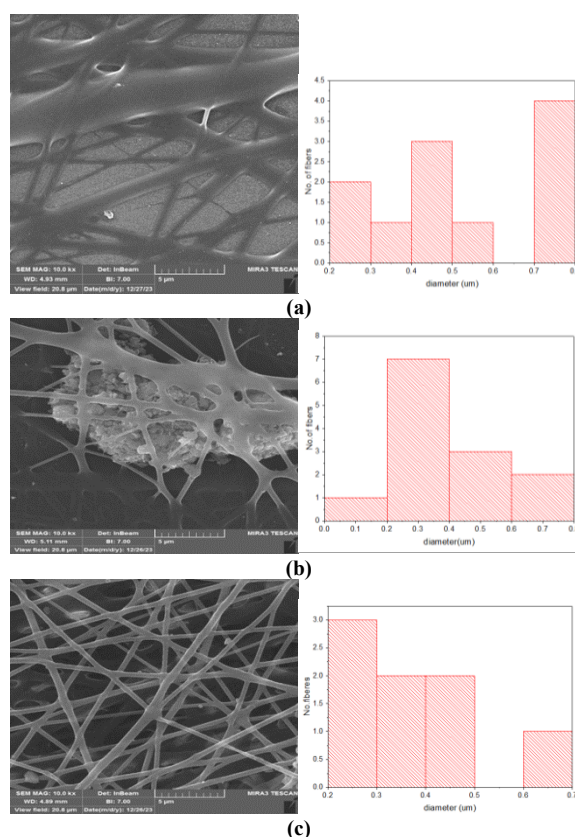 SEM MAG: 10.0 kx Det: InBeam MIRA3 TESCAN
WD: 4.93 mm BI: 7.00 5 µm
View field: 20.8 µm Date(m/d/y): 12/27/23
4.5
4.0
3.5
3.0
2.5
2.0
1.5
1.0
0.5
0.0
No. of fibers
0.2 0.3 0.4 0.5 0.6 0.7 0.8
diameter (um)
(a)
SEM MAG: 10.0 kx Det: InBeam MIRA3 TESCAN
WD: 5.11 mm BI: 7.00 5 µm
View field: 20.8 µm Date(m/d/y): 12/26/23
8
7
6
5
4
3
2
1
0
No.of fibers
0.0 0.2 0.4 0.6 0.8
diameter(um)
(b)
SEM MAG: 10.0 kx Det: InBeam MIRA3 TESCAN
WD: 4.89 mm BI: 7.00 5 µm
View field: 20.8 µm Date(m/d/y): 12/26/23
3.0
2.5
2.0
1.5
1.0
0.5
0.0
No.fiberes
0.2 0.3 0.4 0.5 0.6 0.7
diameter (um)
(c)